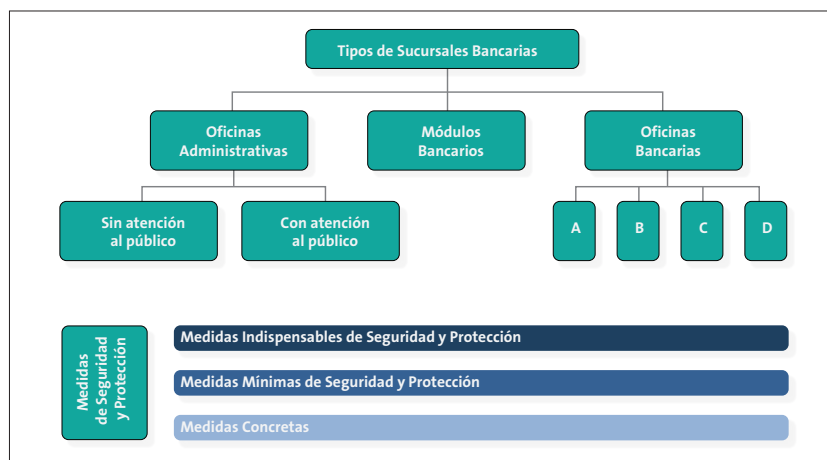 Tipos de Sucursales Bancarias
Oficinas
Administrativas
Módulos
Bancarios
Oficinas
Bancarias
Sin atención
al público
Con atención
al público
A
B
C
D
Medidas
de Seguridad
y Protección
Medidas Indispensables de Seguridad y Protección
Medidas Mínimas de Seguridad y Protección
Medidas Concretas